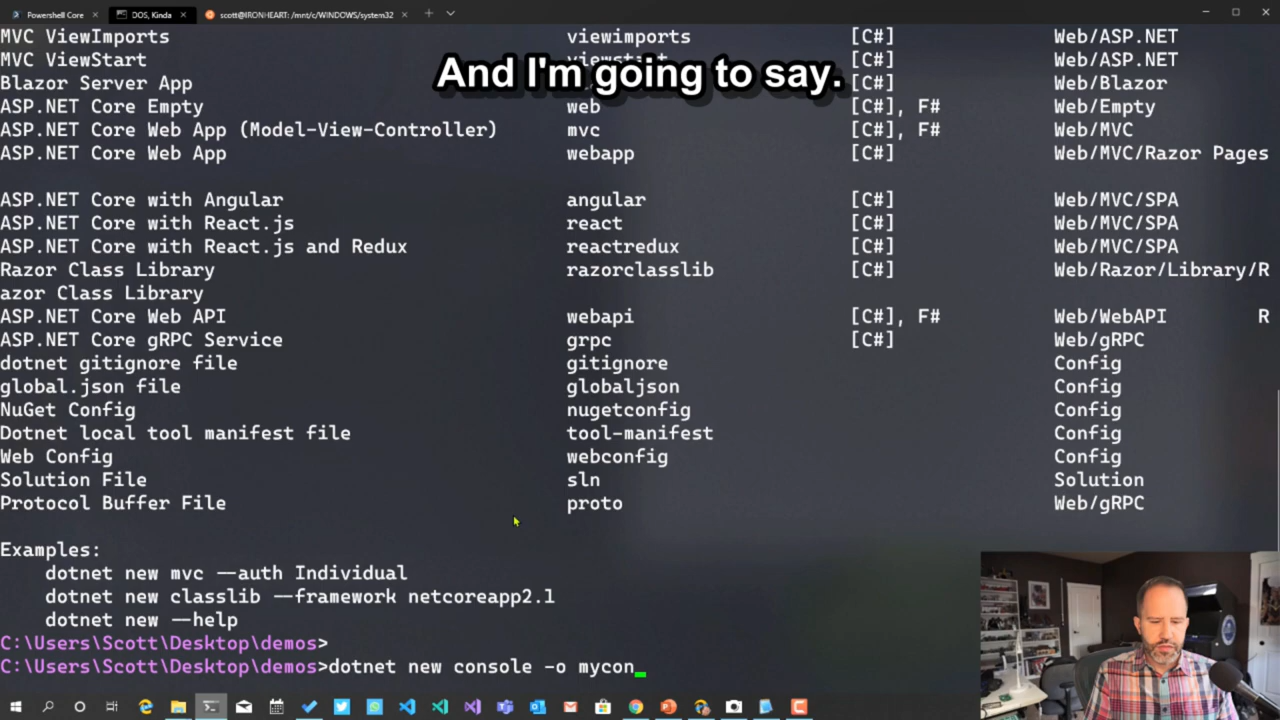 Powershell Core
DOS, Kinda
scott@IRONHEART: /mnt/c/WINDOWS/system32
MVC ViewImports viewimports [C#] Web/ASP.NET
And I'm going to say.
MVC ViewStart viewstart [C#] Web/ASP.NET
Blazor Server App [C#] Web/Blazor
ASP.NET Core Empty web [C#], F# Web/Empty
ASP.NET Core Web App (Model-View-Controller) mvc [C#], F# Web/MVC
ASP.NET Core Web App webapp [C#] Web/MVC/Razor Pages
ASP.NET Core with Angular angular [C#] Web/MVC/SPA
ASP.NET Core with React.js react [C#] Web/MVC/SPA
ASP.NET Core with React.js and Redux reactredux [C#] Web/MVC/SPA
Razor Class Library razorclasslib [C#] Web/Razor/Library/R
azor Class Library
ASP.NET Core Web API webapi [C#], F# Web/WebAPI R
ASP.NET Core gRPC Service grpc [C#] Web/gRPC
dotnet gitignore file gitignore Config
global.json file globaljson Config
NuGet Config nugetconfig Config
Dotnet local tool manifest file tool-manifest Config
Web Config webconfig Config
Solution File sln Solution
Protocol Buffer File proto Web/gRPC
Examples:
dotnet new mvc --auth Individual
dotnet new classlib --framework netcoreapp2.1
dotnet new --help
C:\Users\Scott\Desktop\demos>
C:\Users\Scott\Desktop\demos>dotnet new console -o mycon